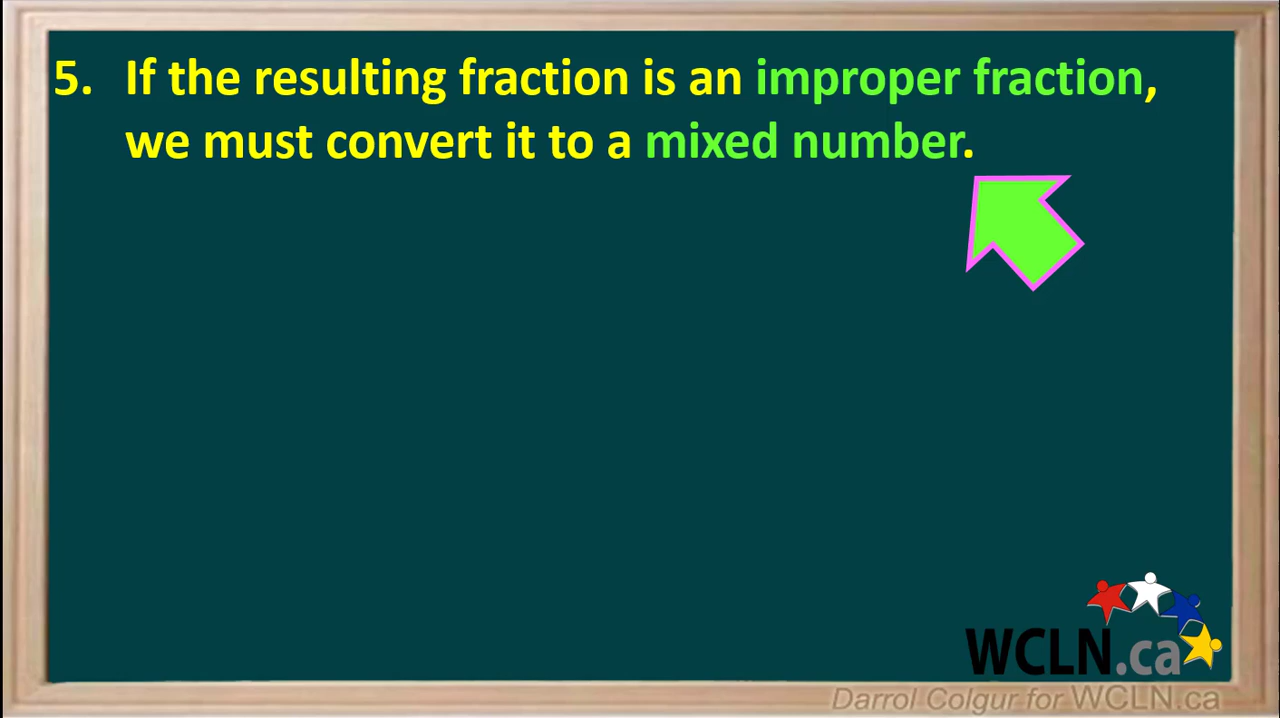 5. If the resulting fraction is an improper fraction,
we must convert it to a mixed number.
WCLN.ca
Darrol Colgur for WCLN.ca